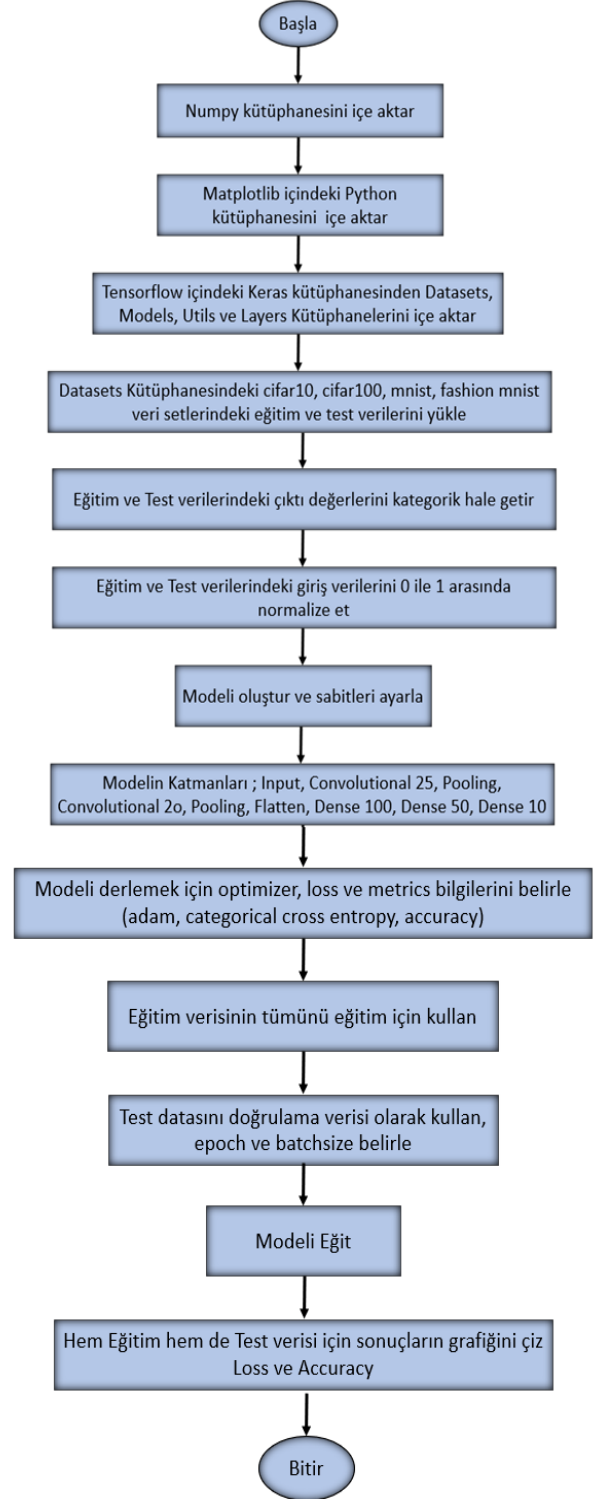 Başla
Numpy kütüphanesini içe aktar
Matplotlib içindeki Python
kütüphanesini içe aktar
Tensorflow içindeki Keras kütüphanesinden Datasets,
Models, Utils ve Layers Kütüphanelerini içe aktar
Datasets Kütüphanesindeki cifar10, cifar100, mnist, fashion mnist
veri setlerindeki eğitim ve test verilerini yükle
Eğitim ve Test verilerindeki çıktı değerlerini kategorik hale getir
Eğitim ve Test verilerindeki giriş verilerini 0 ile 1 arasında
normalize et
Modeli oluştur ve sabitleri ayarla
Modelin Katmanları ; Input, Convolutional 25, Pooling,
Convolutional 2o, Pooling, Flatten, Dense 100, Dense 50, Dense 10
Modeli derlemek için optimizer, loss ve metrics bilgilerini belirle
(adam, categorical cross entropy, accuracy)
Eğitim verisinin tümünü eğitim için kullan
Test datasını doğrulama verisi olarak kullan,
epoch ve batchsize belirle
Modeli Eğit
Hem Eğitim hem de Test verisi için sonuçların grafiğini çiz
Loss ve Accuracy
Bitir